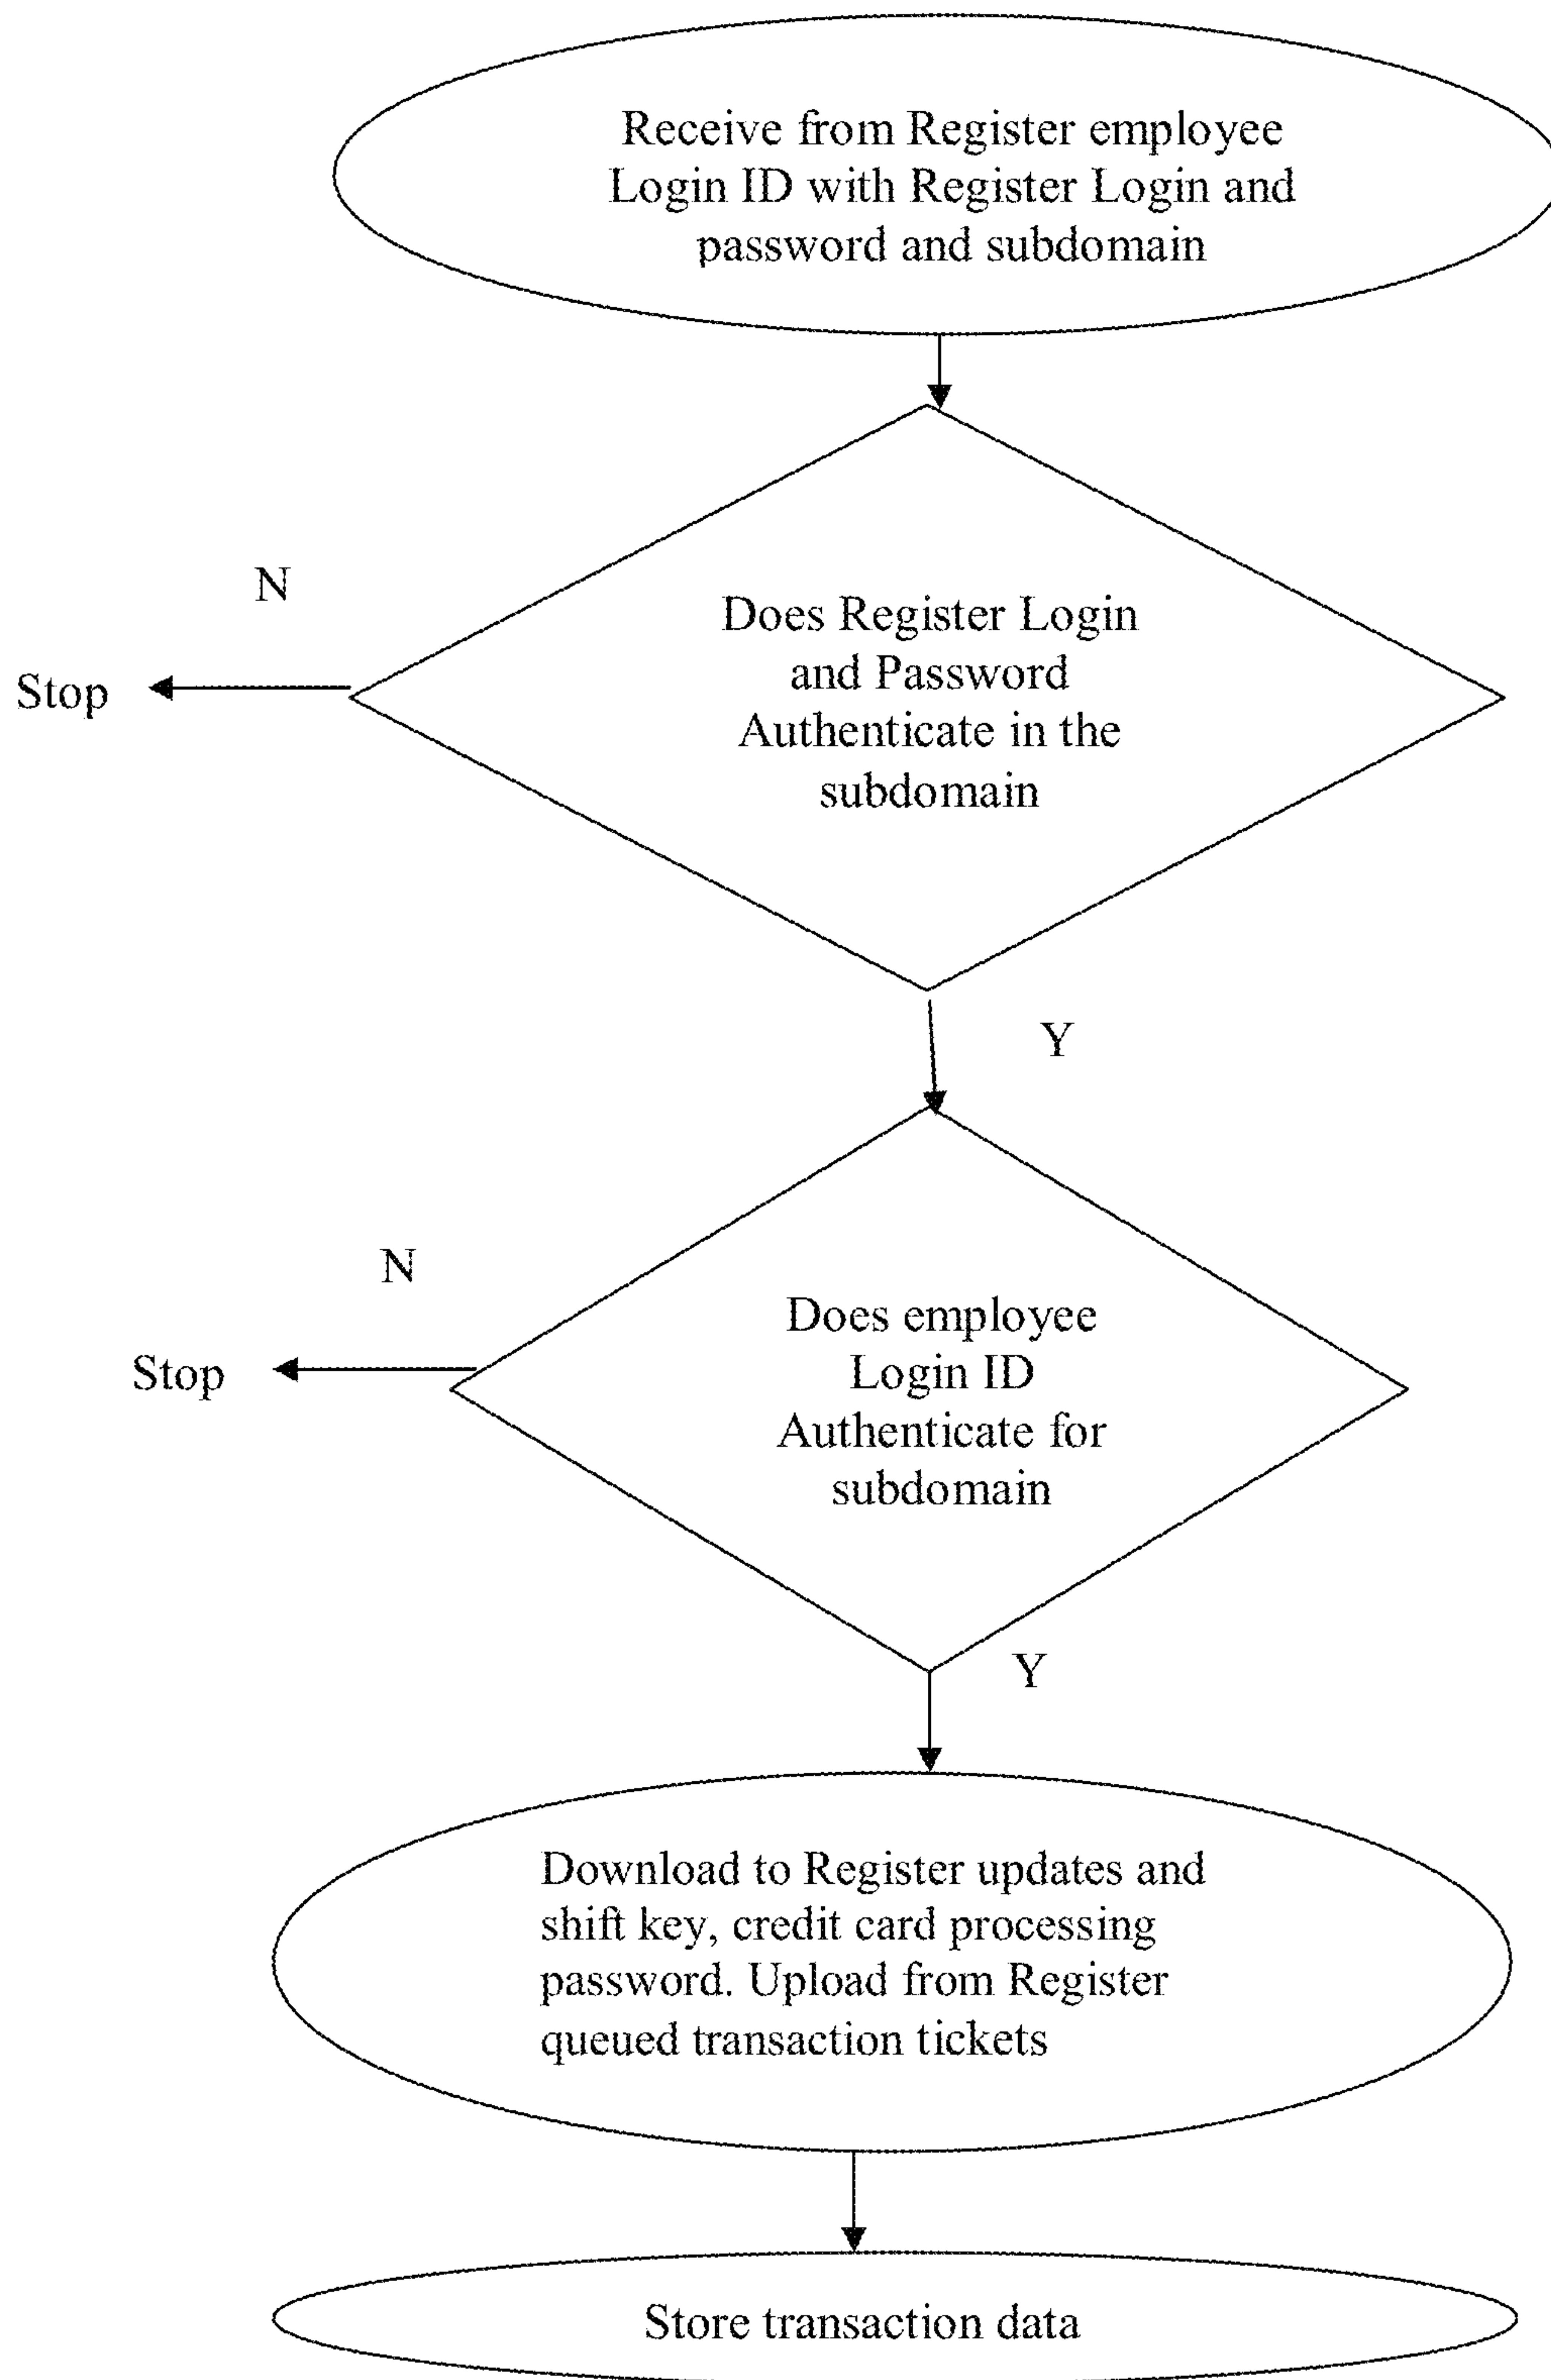 Receive from Register employee
Login ID with Register Login and
password and subdomain
N
Does Register Login
and Password
Stop
Authenticate in the
subdomain
Y
N
Does employee
Login ID
Stop
Authenticate for
subdomain
Y
Download to Register updates and
shift key, credit card processing
password. Upload from Register
queued transaction tickets
Store transaction data